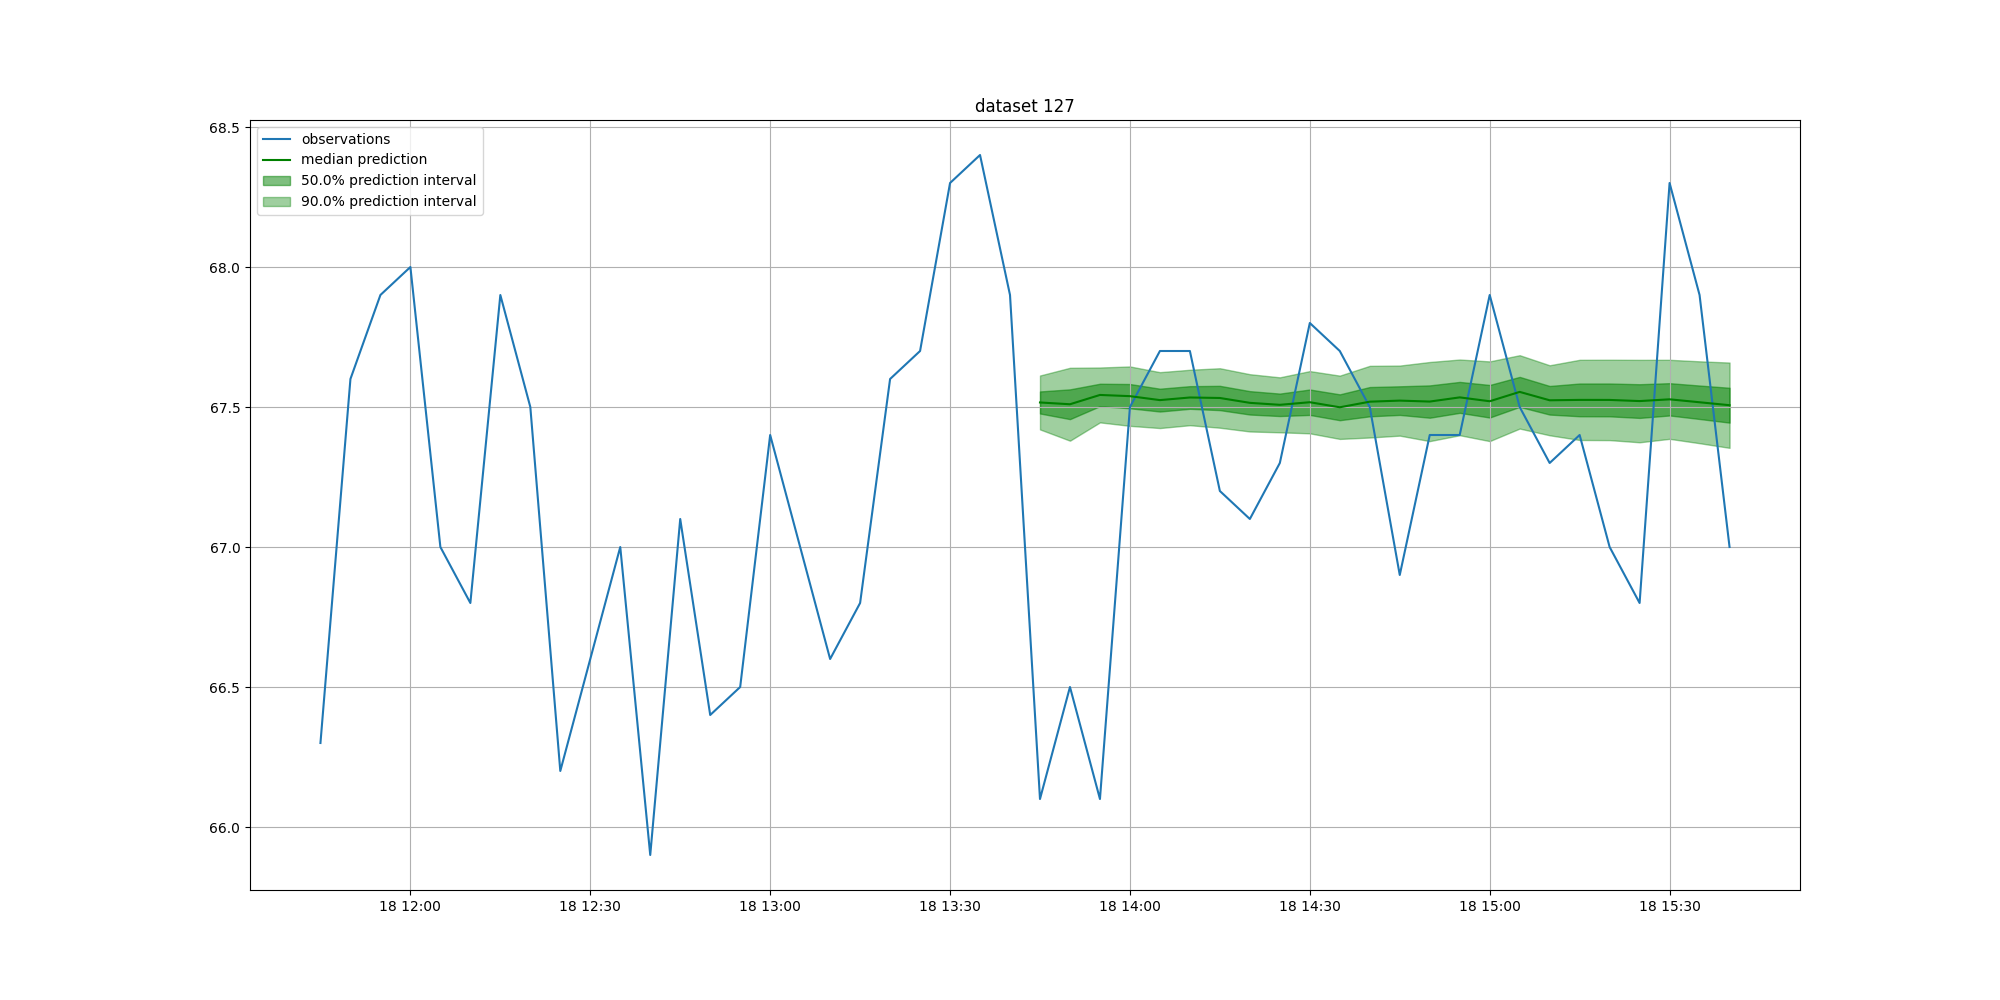 dataset 127
68.5
68.0
67.5
67.0
66.5
66.0
observations
median prediction
50.0% prediction interval
90.0% prediction interval
18 12:00
18 12:30
18 13:00
18 13:30
18 14:00
18 14:30
18 15:00
18 15:30